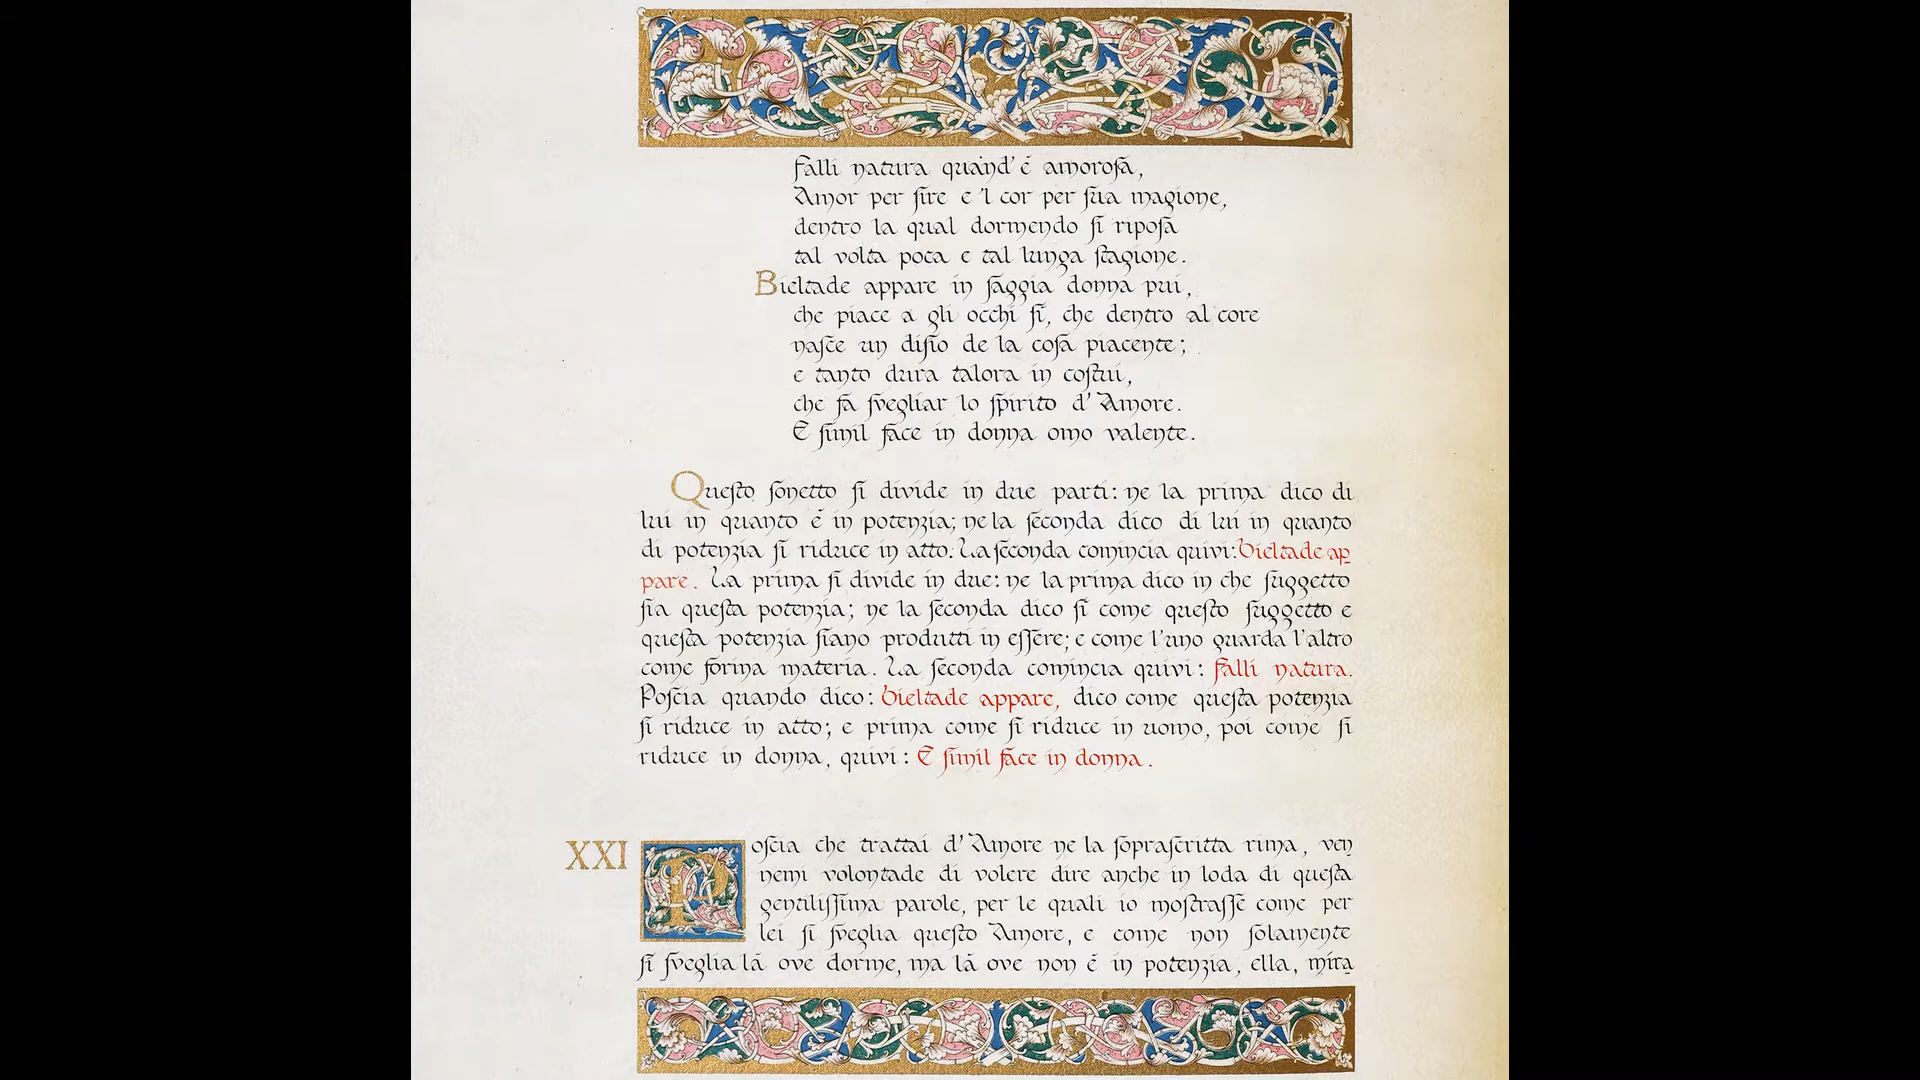 Falli natura quand' è amorosa,
Amor per sire e 'l cor per sua magione,
dentro la qual dormendo si riposa
tal volta poca e tal lunga stagione.
Bieltade appare in saggia donna pui,
che piace a gli occhi sì, che dentro al core
nasce un disio de la cosa piacente;
e tanto dura talora in costui,
che fa svegliar lo spirito d'Amore.
E simil face in donna omo valente.
Questo sonetto si divide in due parti: ne la prima dico di
lui in quanto è in potenzia; ne la seconda dico di lui in quanto
di potenzia si riduce in atto. La seconda comincia quivi: bieltade ap
pare. La prima si divide in due: ne la prima dico in che suggetto
sia questa potenzia; ne la seconda dico sì come questo suggetto e
questa potenzia siano produtti in essere; e come l'uno guarda l'altro
come forma materia. La seconda comincia quivi: Falli natura.
Poscia quando dico: bieltade appare, dico come questa potenzia
si riduce in atto; e prima come si riduce in uomo, poi come si
riduce in donna, quivi: E simil face in donna.
XXI Poscia che trattai d'Amore ne la soprascritta rima, ven
nemi volontade di volere dire anche in loda di questa
gentilissima parole, per le quali io mostrasse come per
lei si sveglia questo Amore, e come non solamente
si sveglia là ove dorme, ma là ove non è in potenzia, ella, mira